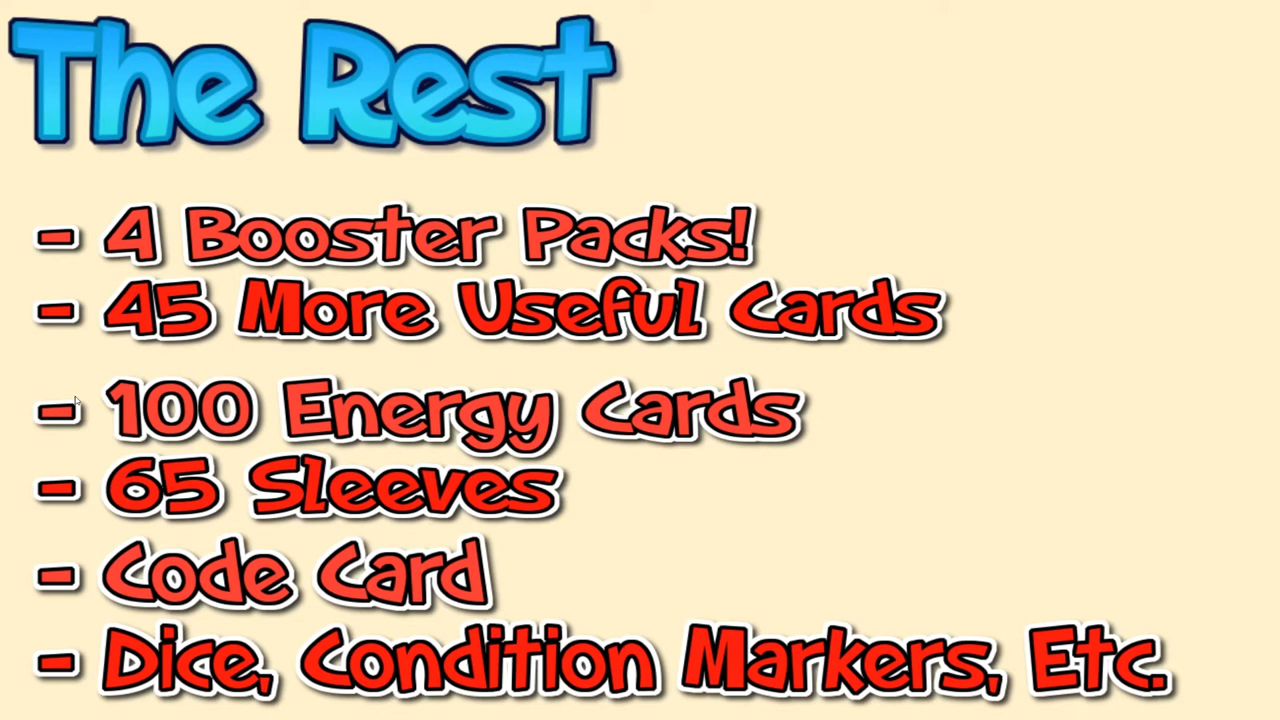 The Rest
- 4 Booster Packs!
- 45 More Useful Cards
- 100 Energy Cards
- 65 Sleeves
- Code Card
- Dice, Condition Markers, Etc.